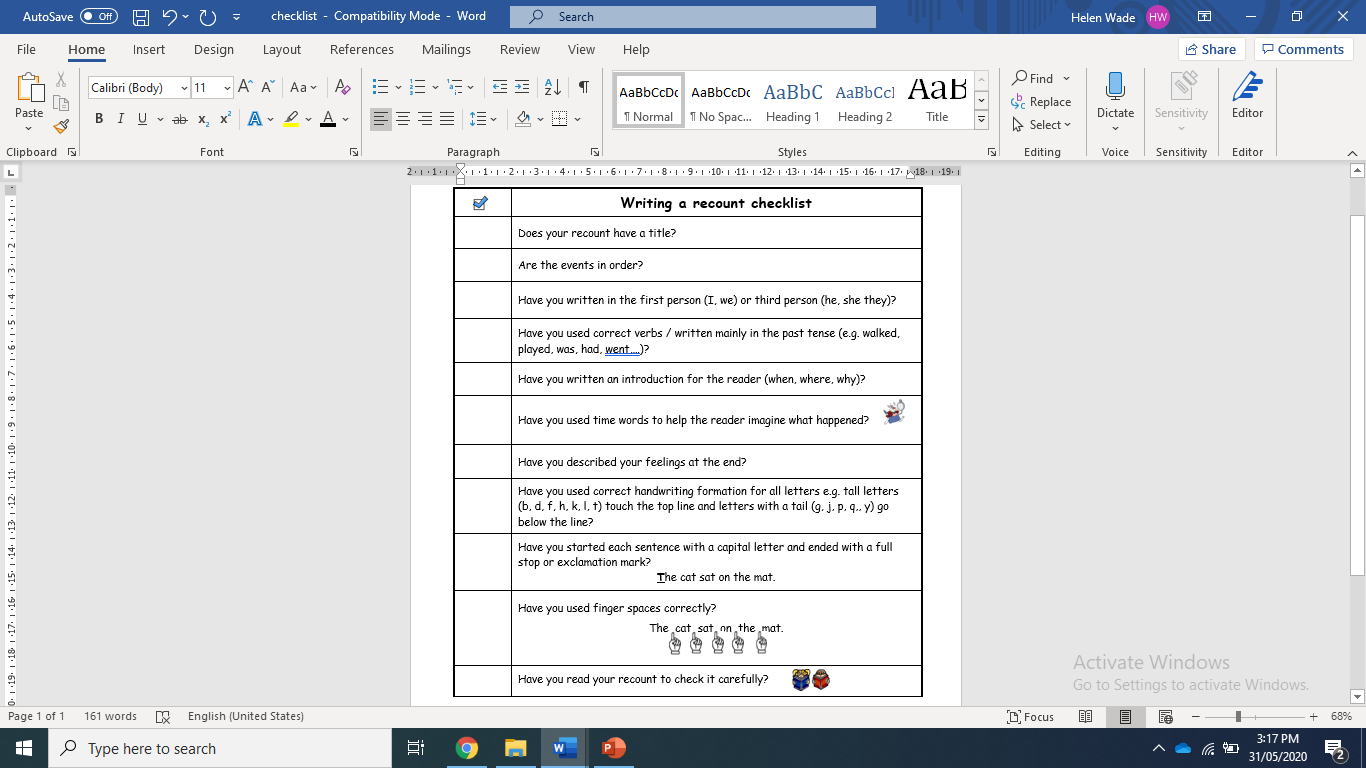 AutoSave Off
checklist - Compatibility Mode - Word
Search
Helen Wade HW
File Home Insert Design Layout References Mailings Review View Help
Share Comments
Paste
Calibri (Body) 11
Clipboard Font Paragraph Styles Editing Voice Sensitivity Editor
AaBbCcDc AaBbCcDc AaBbC AaBbCcI AaB
¶ Normal ¶ No Spac... Heading 1 Heading 2 Title
Find
Replace
Select
Dictate
Sensitivity
Editor
Writing a recount checklist
Does your recount have a title?
Are the events in order?
Have you written in the first person (I, we) or third person (he, she they)?
Have you used correct verbs / written mainly in the past tense (e.g. walked,
played, was, had, went….)?
Have you written an introduction for the reader (when, where, why)?
Have you used time words to help the reader imagine what happened?
Have you described your feelings at the end?
Have you used correct handwriting formation for all letters e.g. tall letters
(b, d, f, h, k, l, t) touch the top line and letters with a tail (g, j, p, q,, y) go
below the line?
Have you started each sentence with a capital letter and ended with a full
stop or exclamation mark?
The cat sat on the mat.
Have you used finger spaces correctly?
The cat sat on the mat.
Have you read your recount to check it carefully?
Activate Windows
Go to Settings to activate Windows.
Page 1 of 1 161 words English (United States)
Focus
68%
Type here to search
3:17 PM
31/05/2020
2